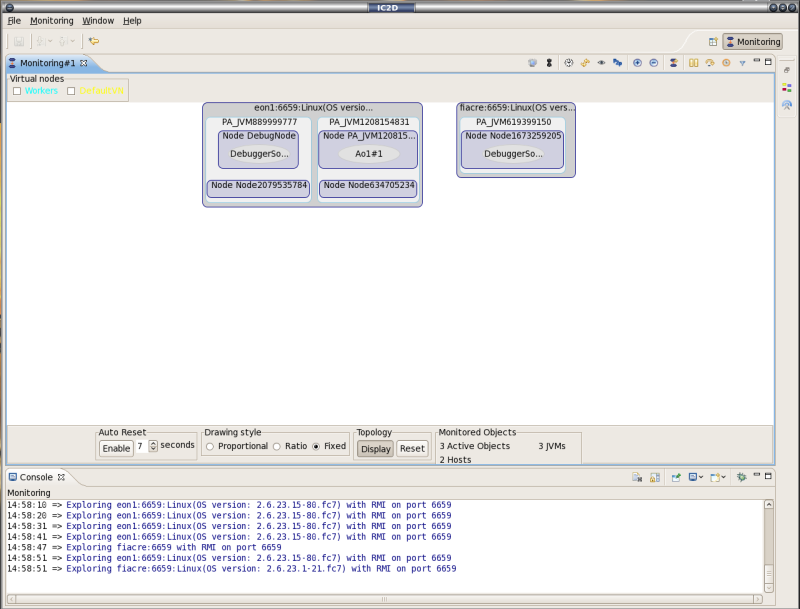 IC2D
File Monitoring Window Help
Monitoring
Monitoring#1
Virtual nodes
Workers
eon1:6659:Linux(OS versio...
fiacre:6659:Linux(OS vers...
PA_JVM889999777
PA_JVM1208154831
PA_JVM619399150
Node DebugNode
Node PA_JVM120815...
Node Node1673259205
DebuggerSo...
Ao1#1
DebuggerSo...
Node Node2079535784
Node Node634705234
Auto Reset
Enable 7 seconds
Drawing style
Proportional Ratio Fixed
Topology
Display Reset
Monitored Objects
3 Active Objects 3 JVMs
2 Hosts
Console
Monitoring
14:58:10 => Exploring eon1:6659:Linux(OS version: 2.6.23.15-80.fc7) with RMI on port 6659
14:58:20 => Exploring eon1:6659:Linux(OS version: 2.6.23.15-80.fc7) with RMI on port 6659
14:58:31 => Exploring eon1:6659:Linux(OS version: 2.6.23.15-80.fc7) with RMI on port 6659
14:58:41 => Exploring eon1:6659:Linux(OS version: 2.6.23.15-80.fc7) with RMI on port 6659
14:58:47 => Exploring fiacre:6659 with RMI on port 6659
14:58:51 => Exploring eon1:6659:Linux(OS version: 2.6.23.15-80.fc7) with RMI on port 6659
14:58:51 => Exploring fiacre:6659:Linux(OS version: 2.6.23.1-21.fc7) with RMI on port 6659